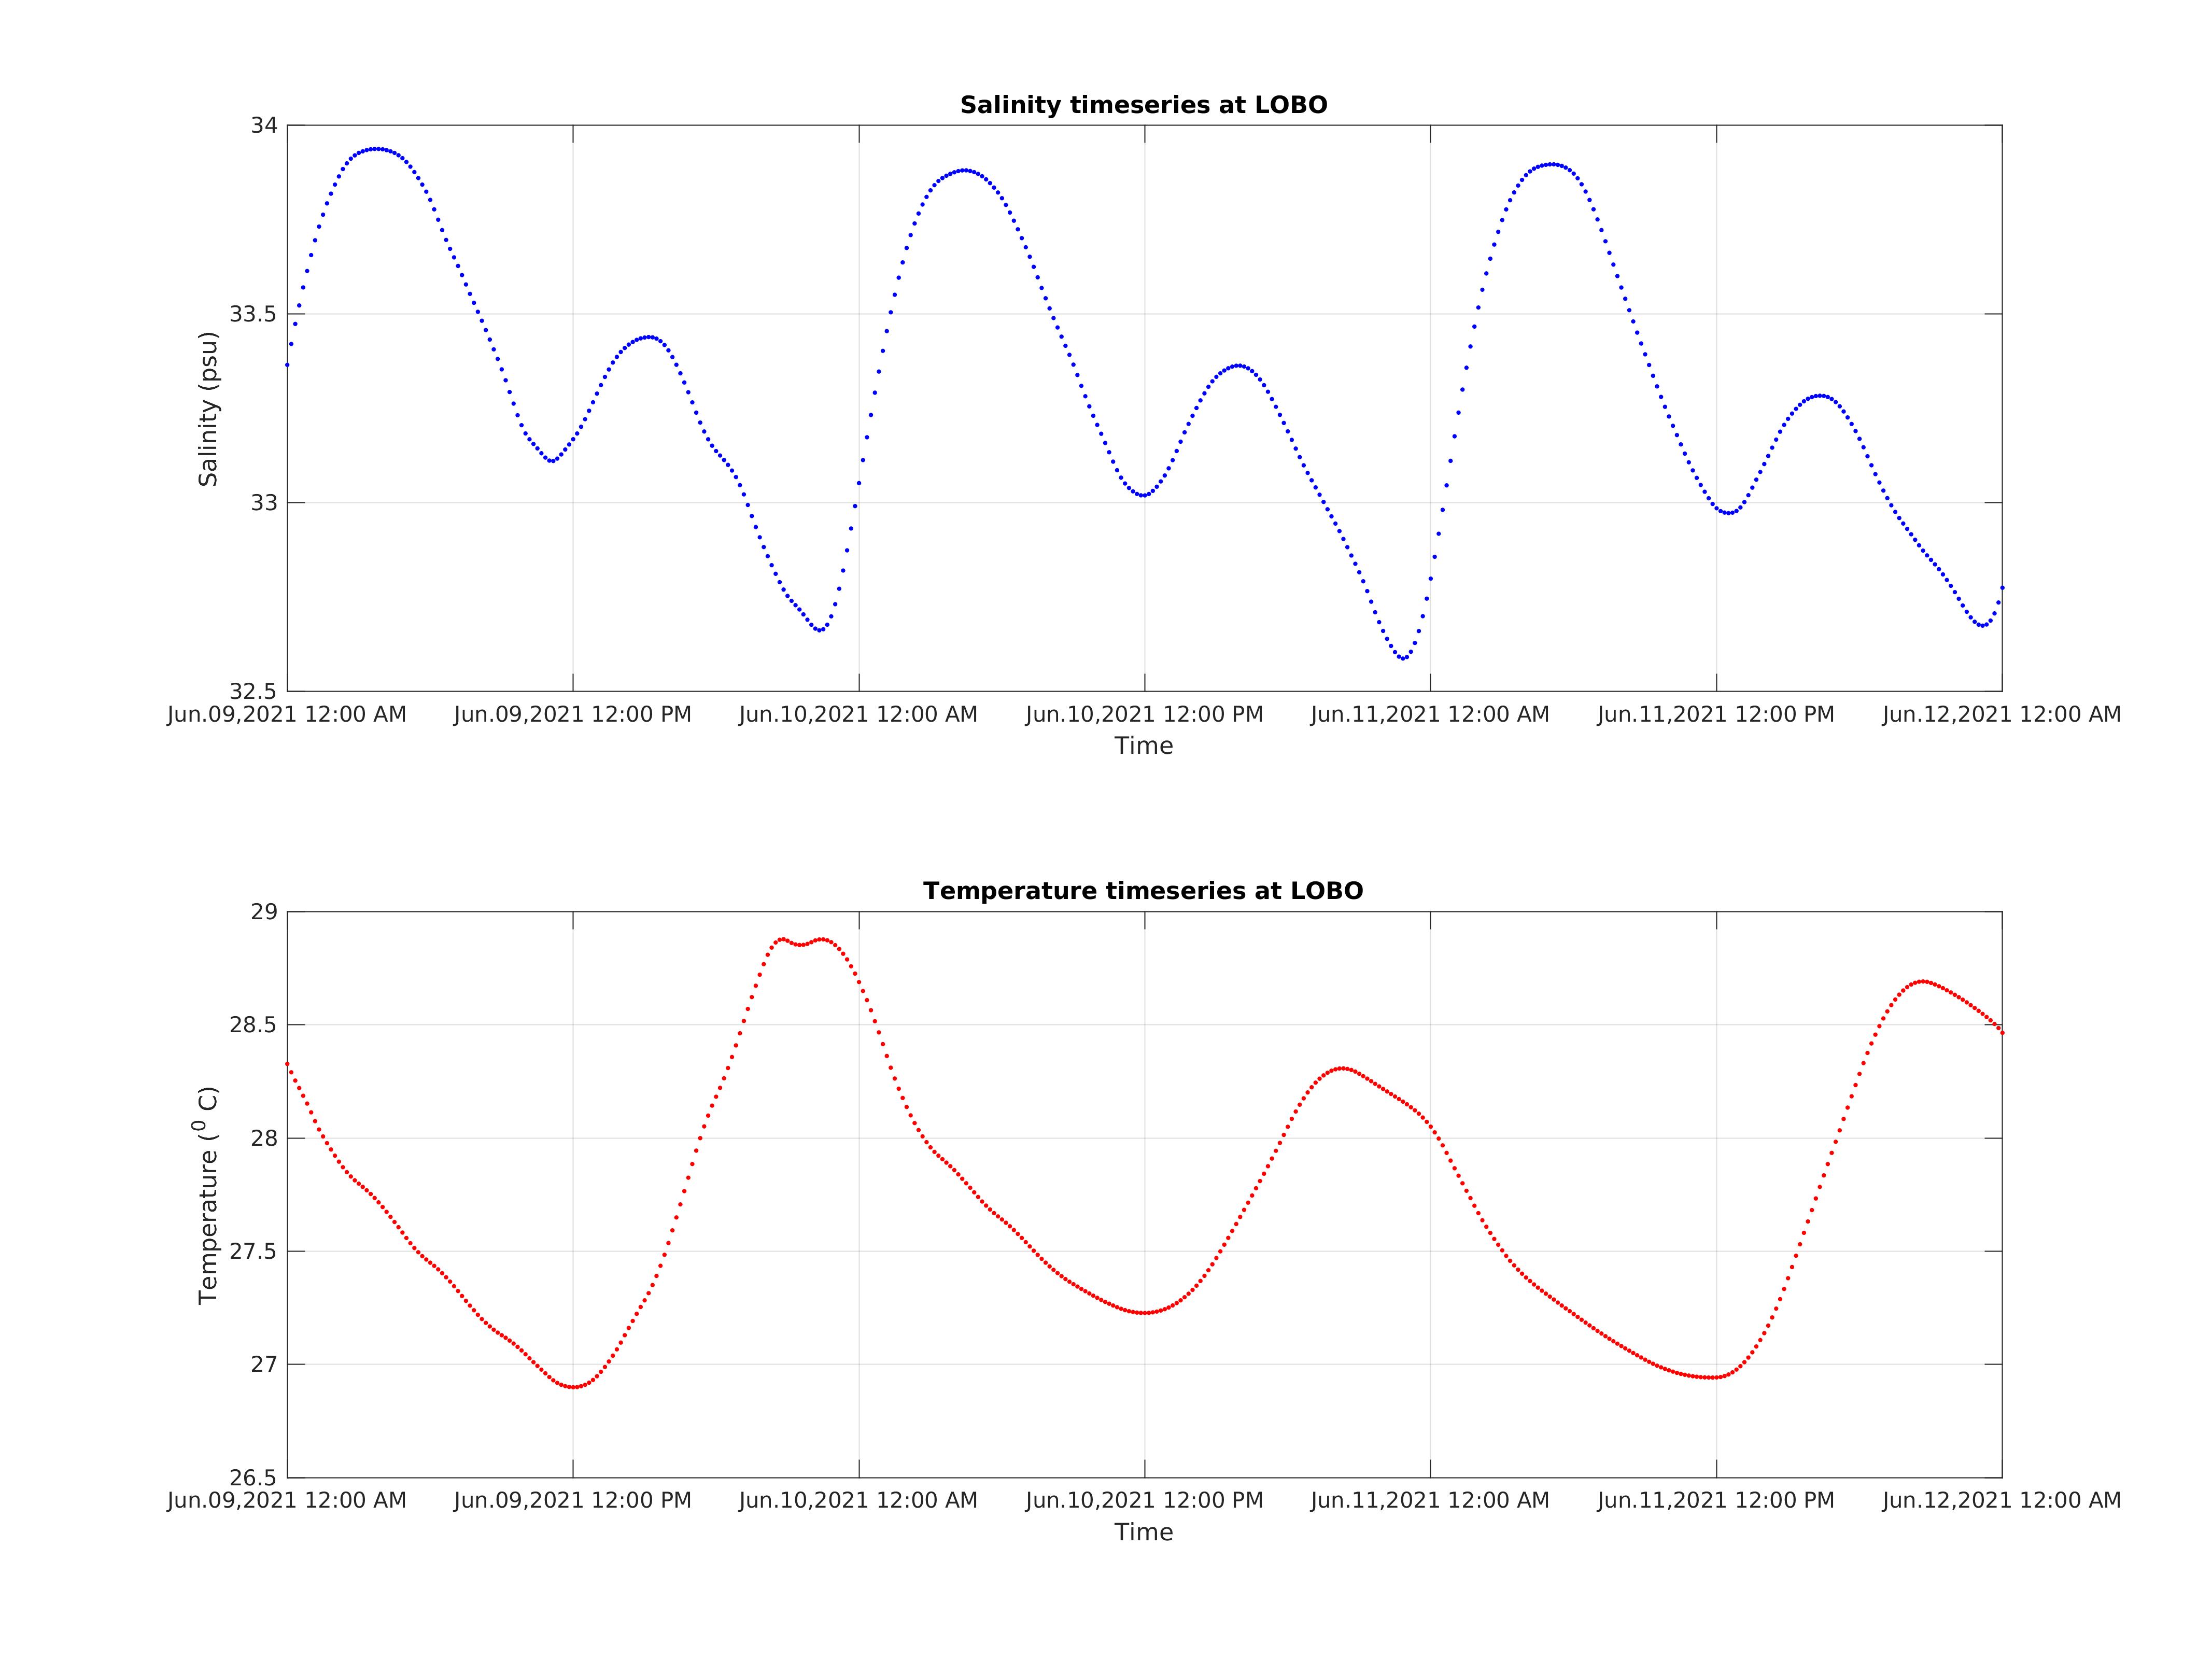 Salinity timeseries at LOBO
34
33.5
33
32.5
Salinity (psu)
Jun.09,2021 12:00 AM Jun.09,2021 12:00 PM Jun.10,2021 12:00 AM Jun.10,2021 12:00 PM Jun.11,2021 12:00 AM Jun.11,2021 12:00 PM Jun.12,2021 12:00 AM
Time
Temperature timeseries at LOBO
29
28.5
28
27.5
27
26.5
Temperature (⁰ C)
Jun.09,2021 12:00 AM Jun.09,2021 12:00 PM Jun.10,2021 12:00 AM Jun.10,2021 12:00 PM Jun.11,2021 12:00 AM Jun.11,2021 12:00 PM Jun.12,2021 12:00 AM
Time